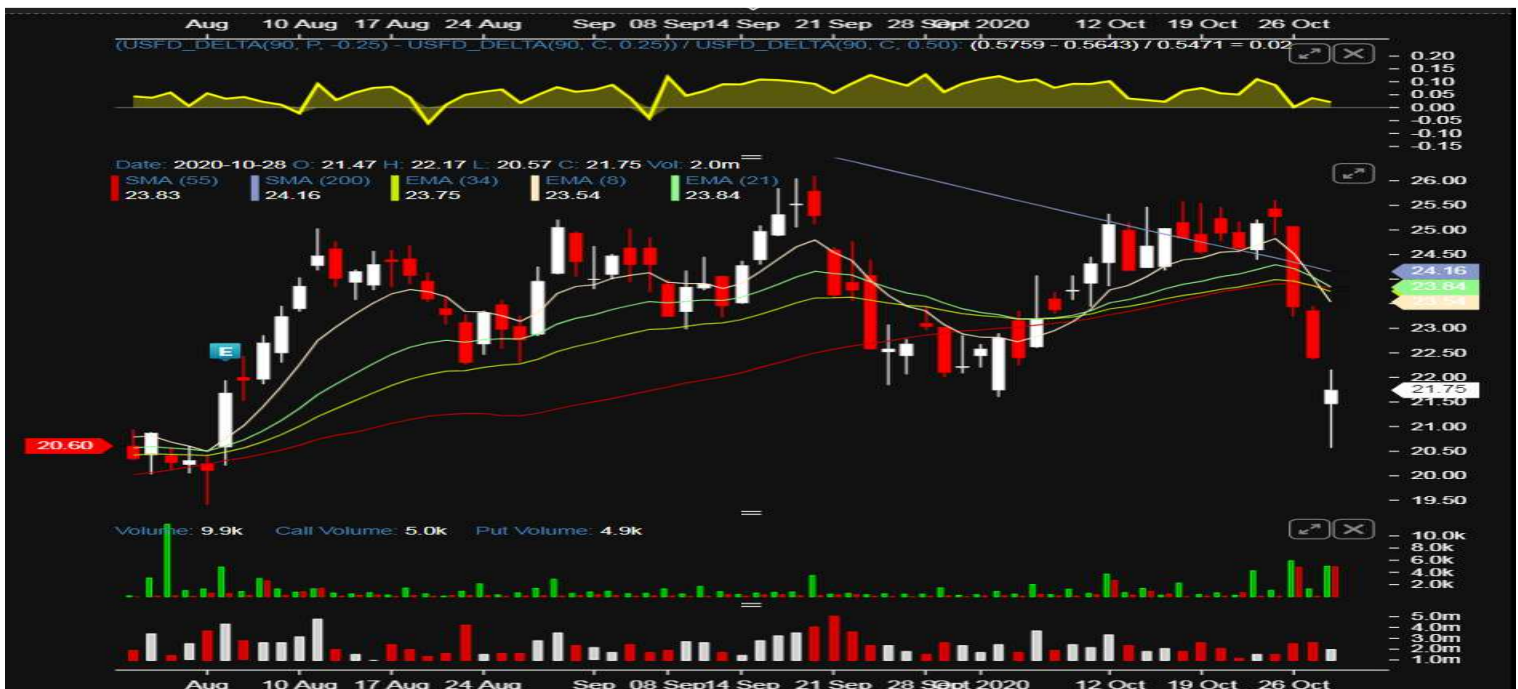 Aug 10 Aug 17 Aug 24 Aug Sep 08 Sep 14 Sep 21 Sep 28 Sep Oct 2020 12 Oct 19 Oct 26 Oct
(USFD_DELTA(90, P, -0.25) - USFD_DELTA(90, C, 0.25)) / USFD_DELTA(90, C, 0.50): (0.5759 - 0.5643) / 0.5471 = 0.02
0.20
0.15
0.10
0.05
0.00
-0.05
-0.10
-0.15
Date: 2020-10-28 O: 21.47 H: 22.17 L: 20.57 C: 21.75 Vol: 2.0m
SMA (55) SMA (200) EMA (34) EMA (8) EMA (21)
23.83 24.16 23.75 23.54 23.84
26.00
25.50
25.00
24.50
24.16
23.84
23.54
23.00
22.50
E
22.00
21.75
21.50
21.00
20.60
20.50
20.00
19.50
Volume: 9.9k Call Volume: 5.0k Put Volume: 4.9k
10.0k
8.0k
6.0k
4.0k
2.0k
5.0m
4.0m
3.0m
2.0m
1.0m
Aug 10 Aug 17 Aug 24 Aug Sep 08 Sep 14 Sep 21 Sep 28 Sep Oct 2020 12 Oct 19 Oct 26 Oct